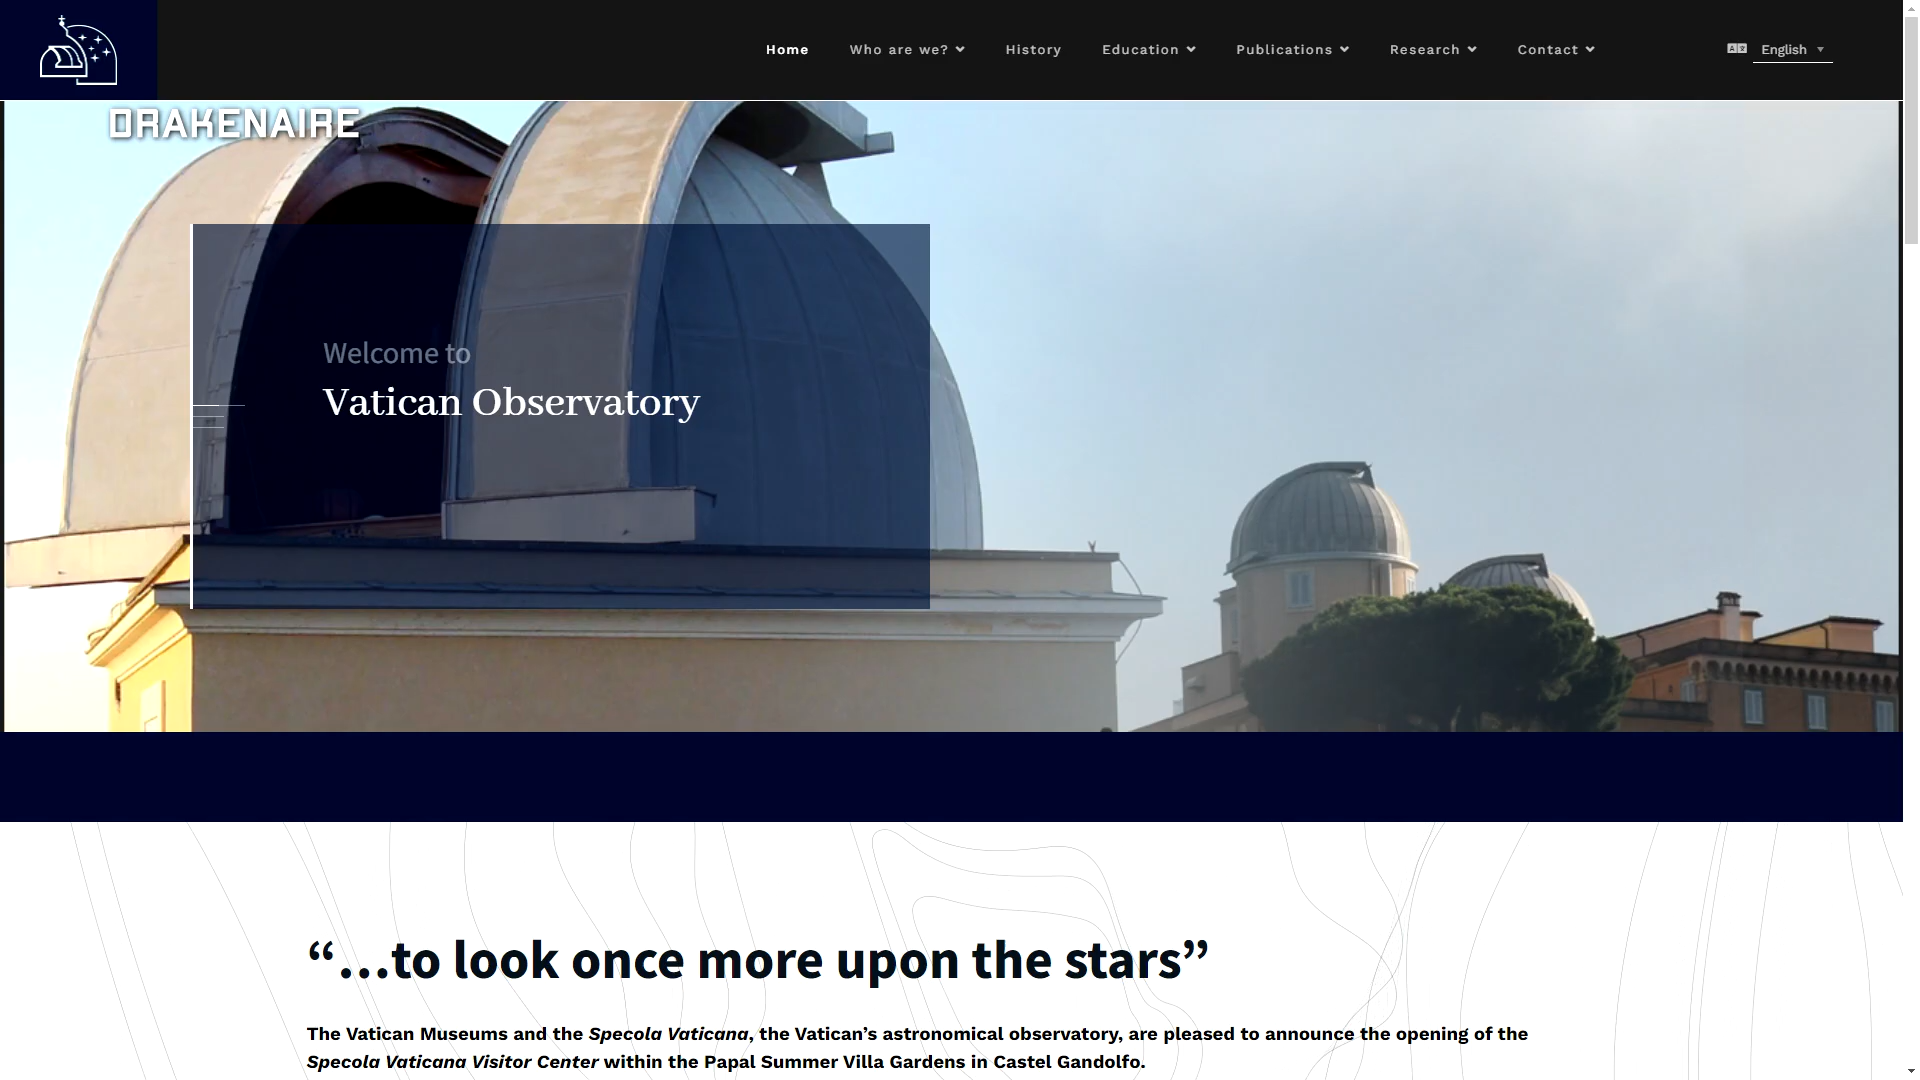 Home
Who are we?
History
Education
Publications
Research
Contact
English
DRAKENAIRE
Welcome to
Vatican Observatory
“…to look once more upon the stars”
The Vatican Museums and the Specola Vaticana, the Vatican’s astronomical observatory, are pleased to announce the opening of the
Specola Vaticana Visitor Center within the Papal Summer Villa Gardens in Castel Gandolfo.